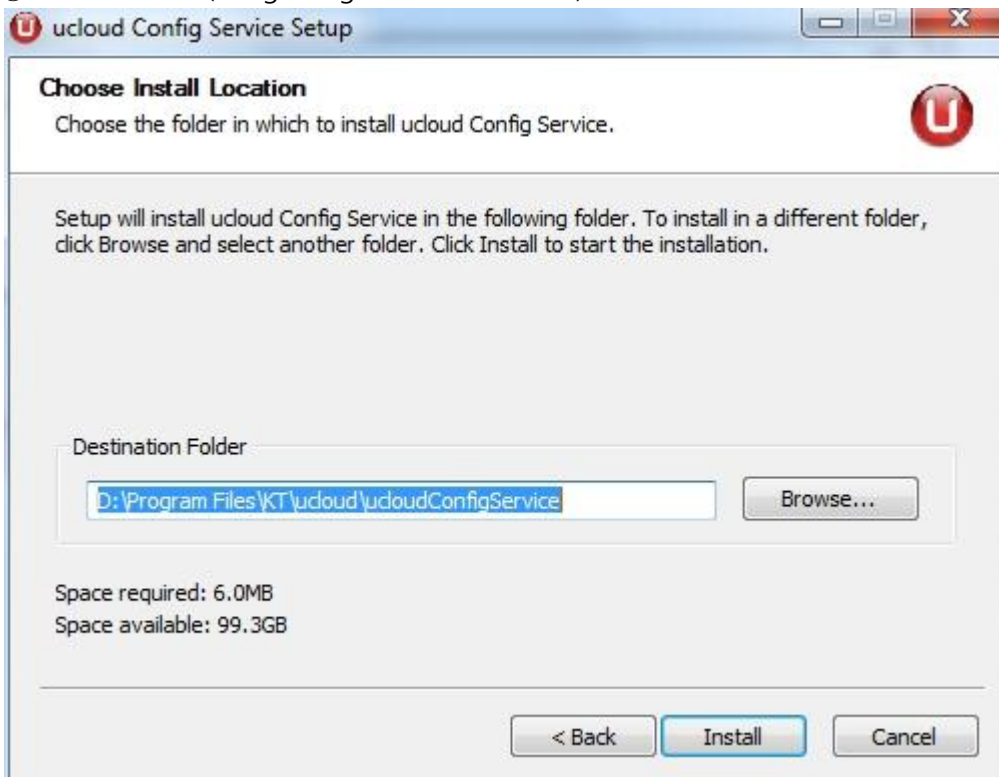 ucloud Config Service Setup
Choose Install Location
Choose the folder in which to install ucloud Config Service.
U
Setup will install ucloud Config Service in the following folder. To install in a different folder,
click Browse and select another folder. Click Install to start the installation.
Destination Folder
D:\Program Files\KT\ucloud\ucloudConfigService
Browse...
Space required: 6.0MB
Space available: 99.3GB
< Back Install Cancel